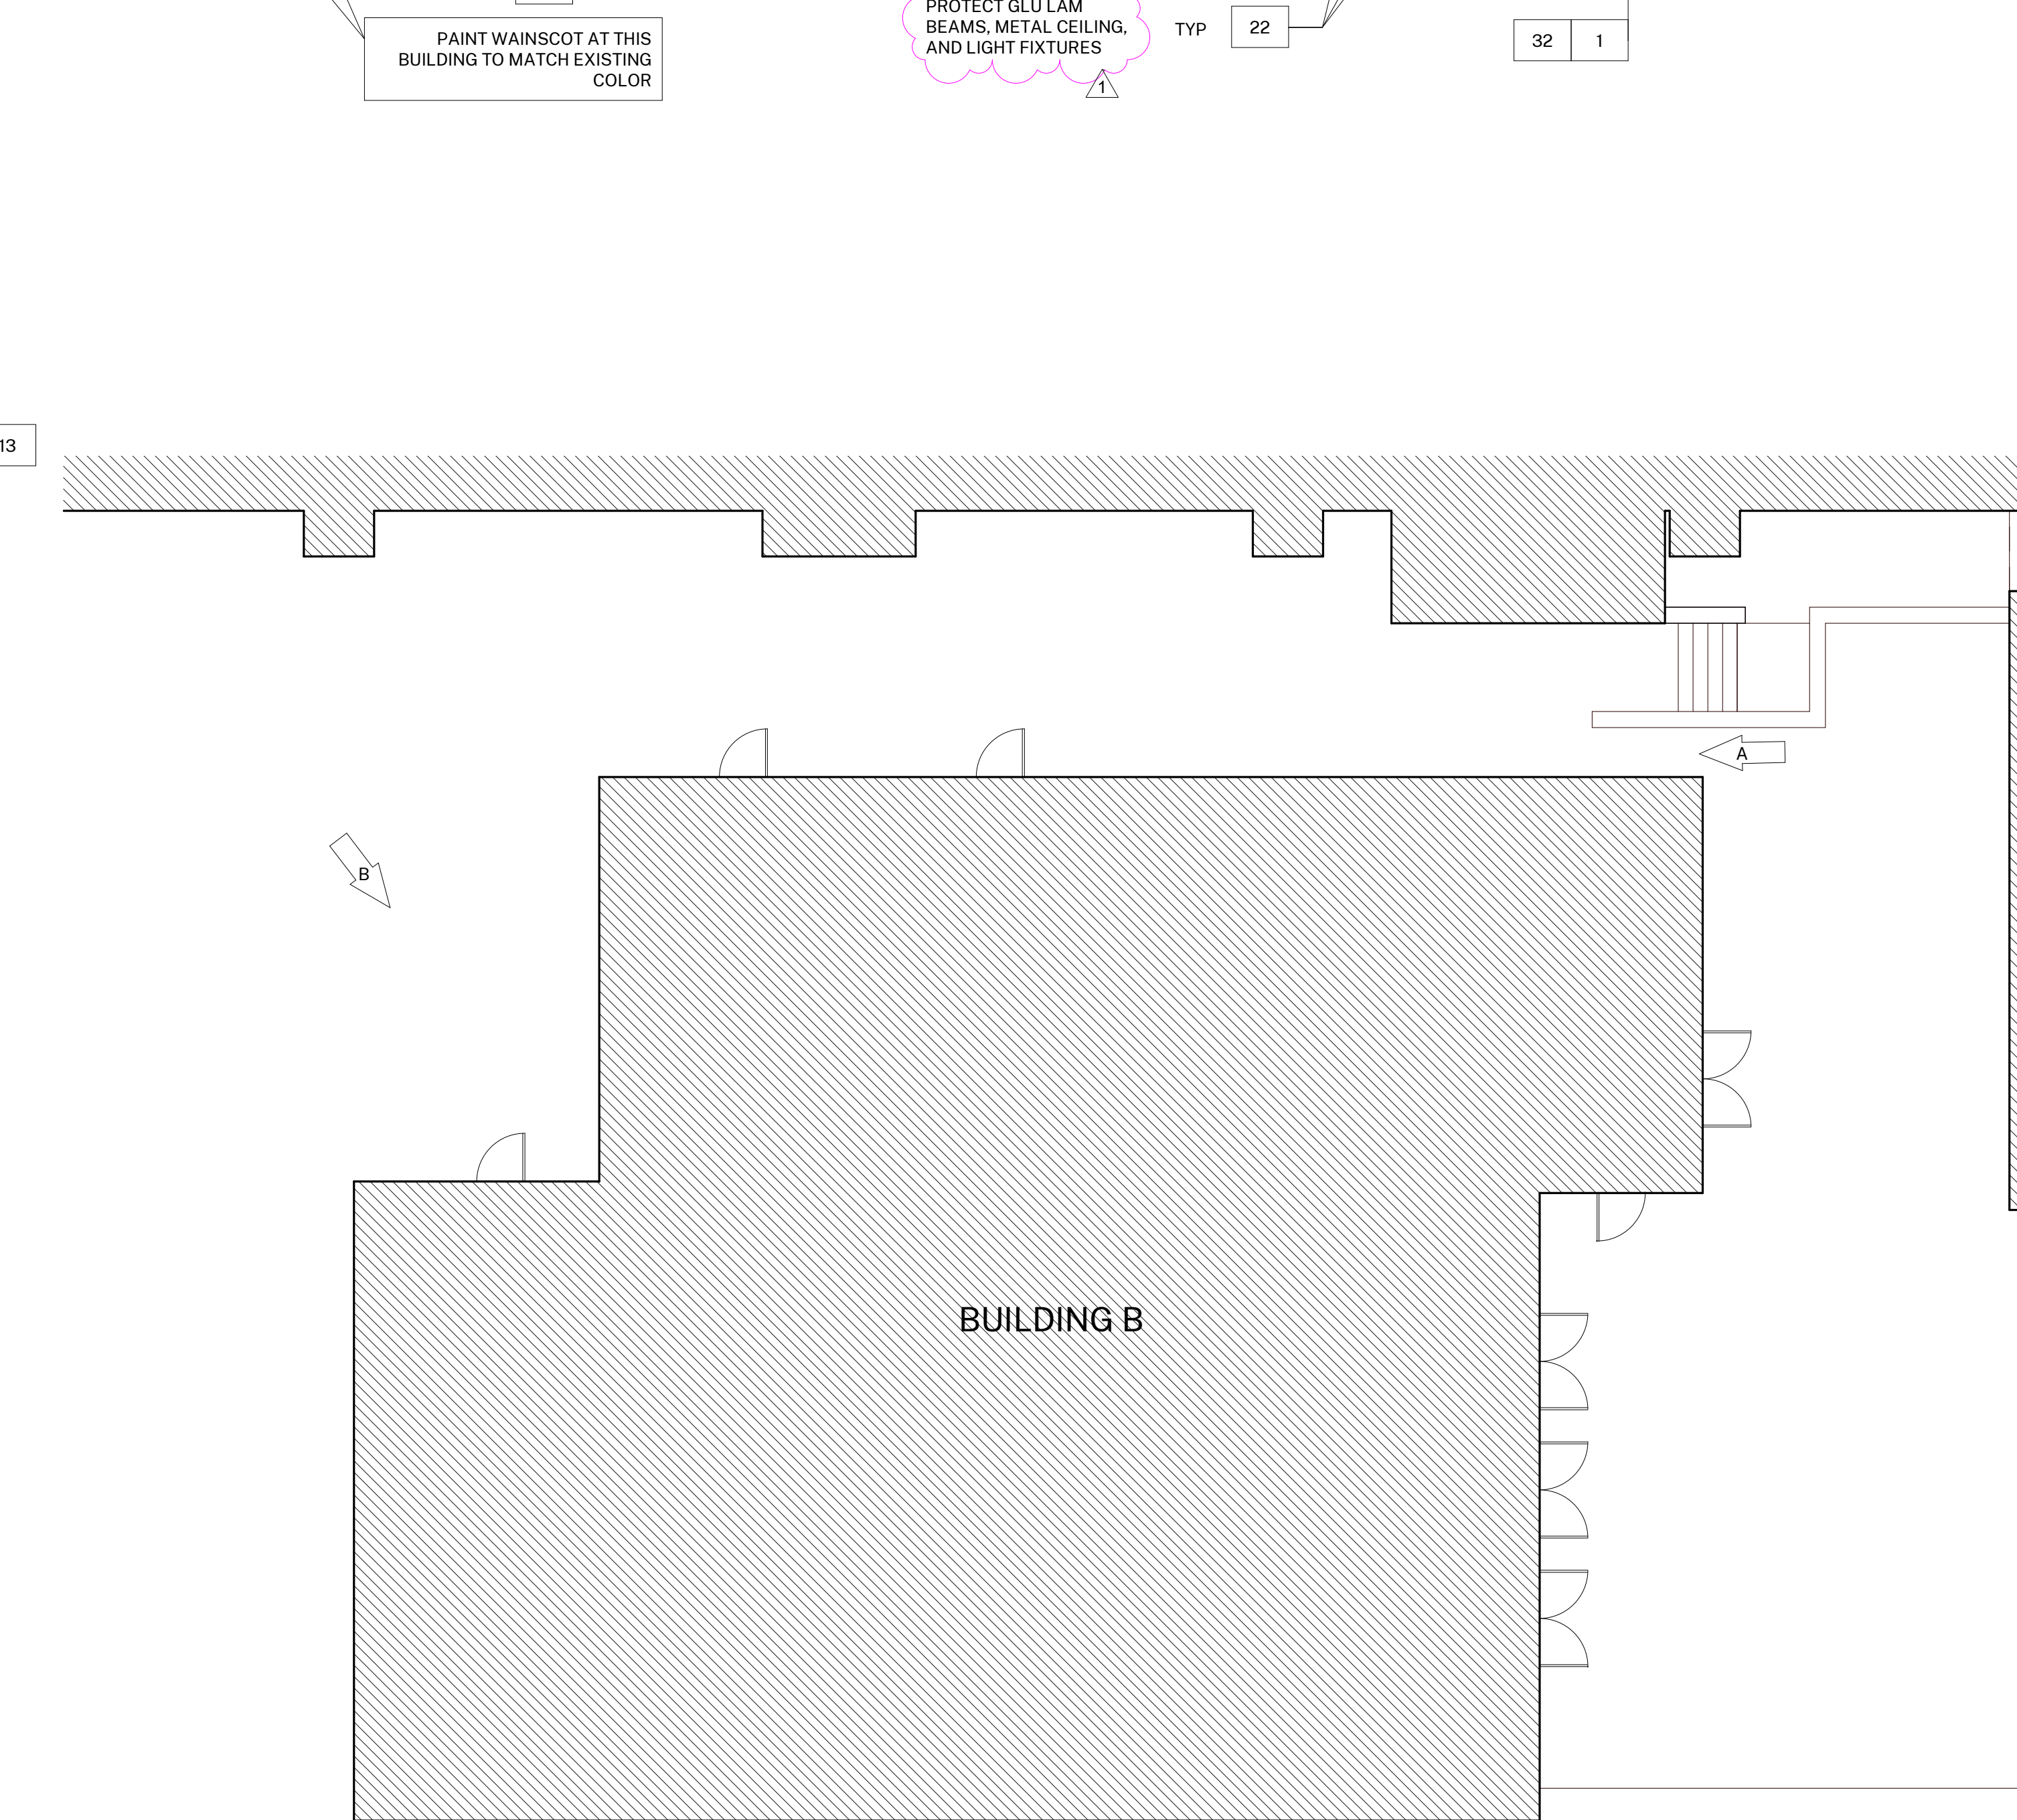 PROTECT GLU LAM
BEAMS, METAL CEILING,
AND LIGHT FIXTURES
1
TYP
22
32
1
PAINT WAINSCOT AT THIS
BUILDING TO MATCH EXISTING
COLOR
13
A
B
BUILDING B